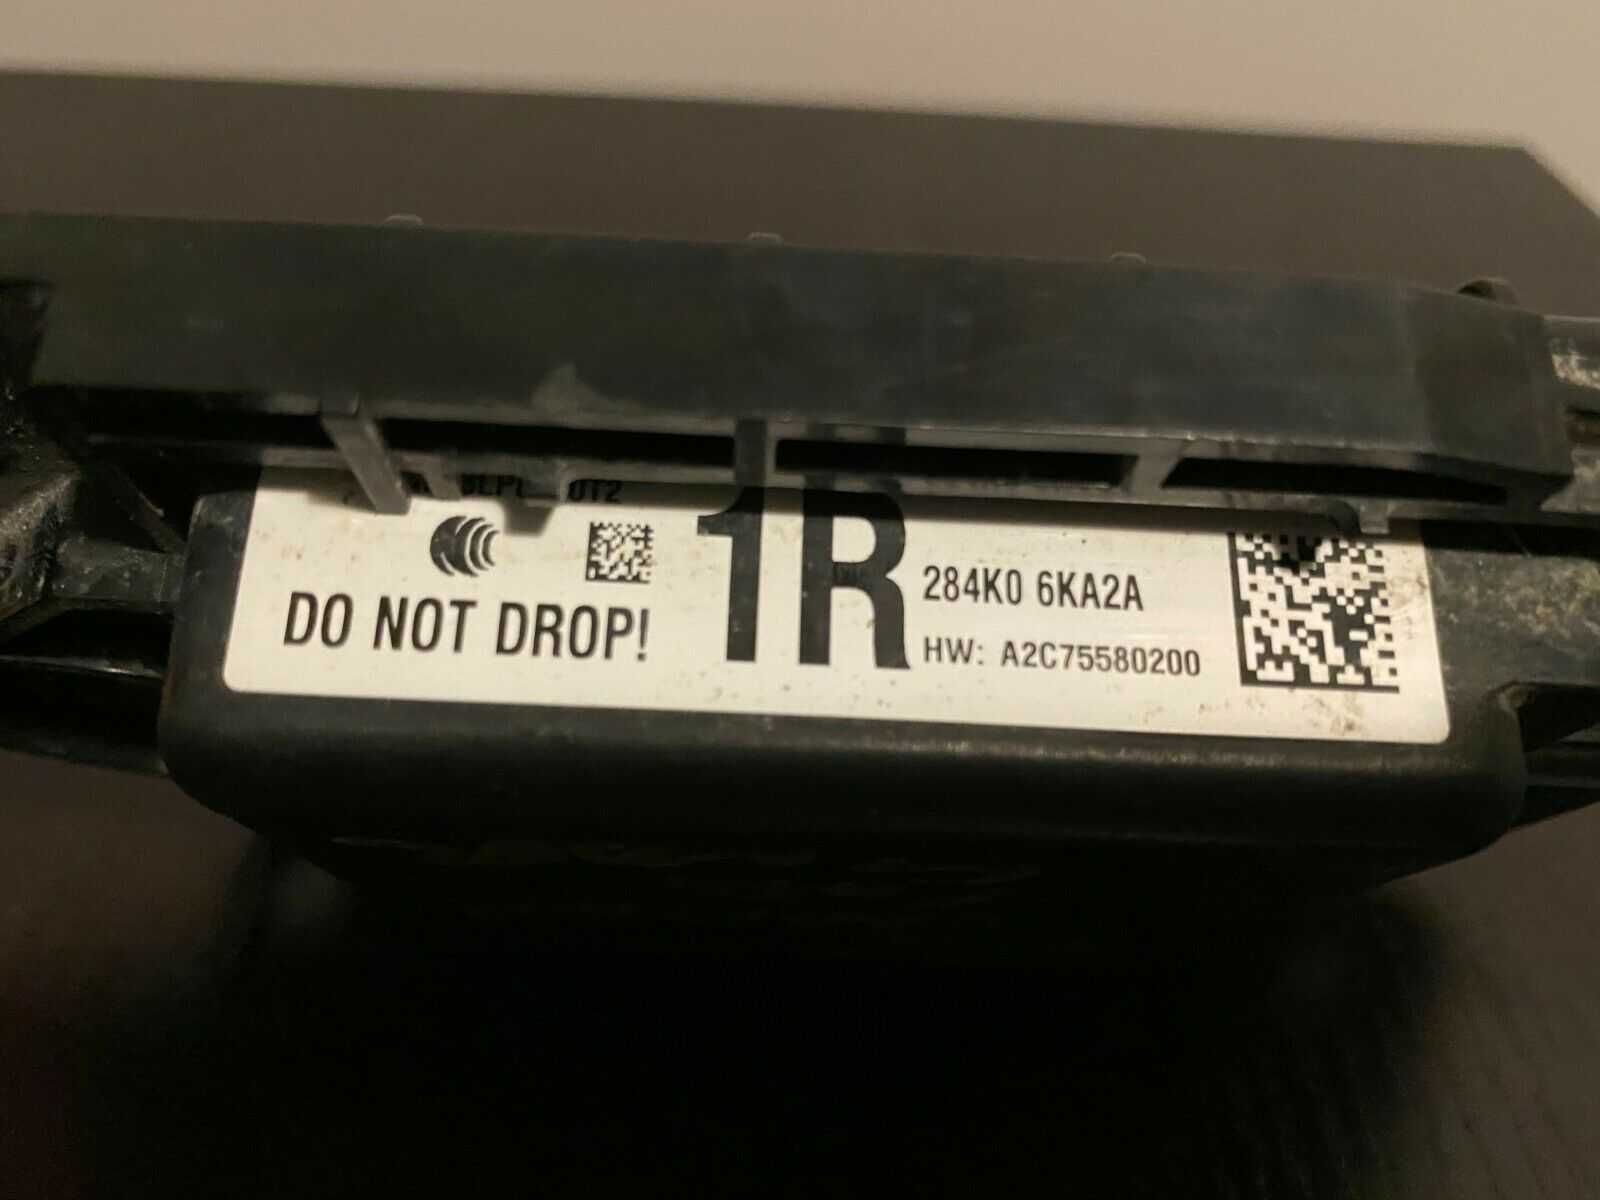 DO NOT DROP!
1R
284K0 6KA2A
HW: A2C75580200